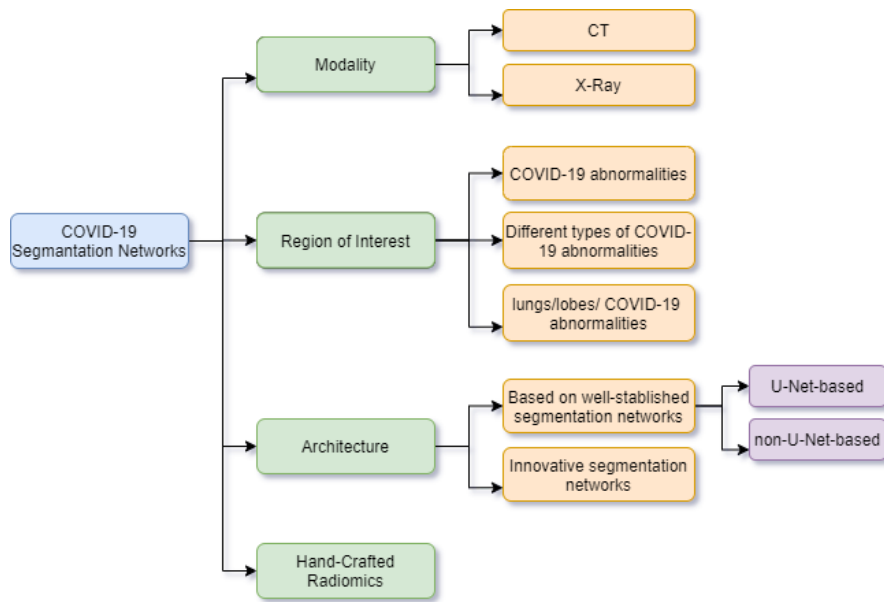 COVID-19
Segmantation Networks
Modality
CT
X-Ray
Region of Interest
COVID-19 abnormalities
Different types of COVID-
19 abnormalities
lungs/lobes/ COVID-19
abnormalities
Architecture
Based on well-stablished
segmentation networks
U-Net-based
non-U-Net-based
Innovative segmentation
networks
Hand-Crafted
Radiomics